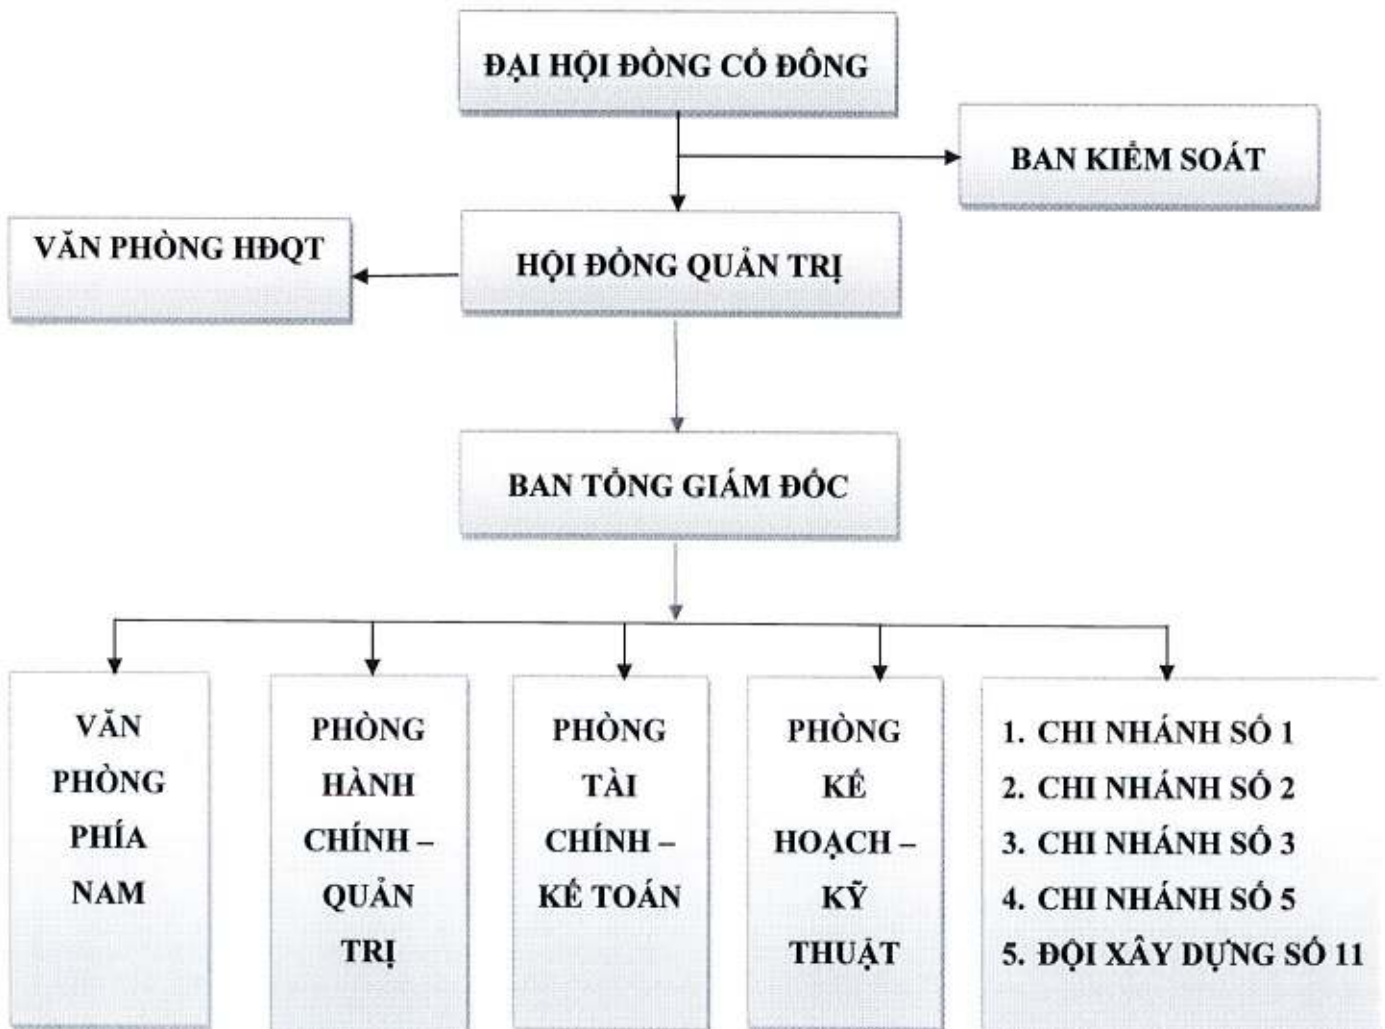 ĐẠI HỘI ĐỒNG CỔ ĐÔNG
BAN KIỂM SOÁT
VĂN PHÒNG HĐQT
HỘI ĐỒNG QUẢN TRỊ
BAN TỔNG GIÁM ĐỐC
VĂN
PHÒNG
PHÍA
NAM
PHÒNG
HÀNH
CHÍNH –
QUẢN
TRỊ
PHÒNG
TÀI
CHÍNH –
KẾ TOÁN
PHÒNG
KẾ
HOẠCH –
KỸ
THUẬT
1. CHI NHÁNH SỐ 1
2. CHI NHÁNH SỐ 2
3. CHI NHÁNH SỐ 3
4. CHI NHÁNH SỐ 5
5. ĐỘI XÂY DỰNG SỐ 11